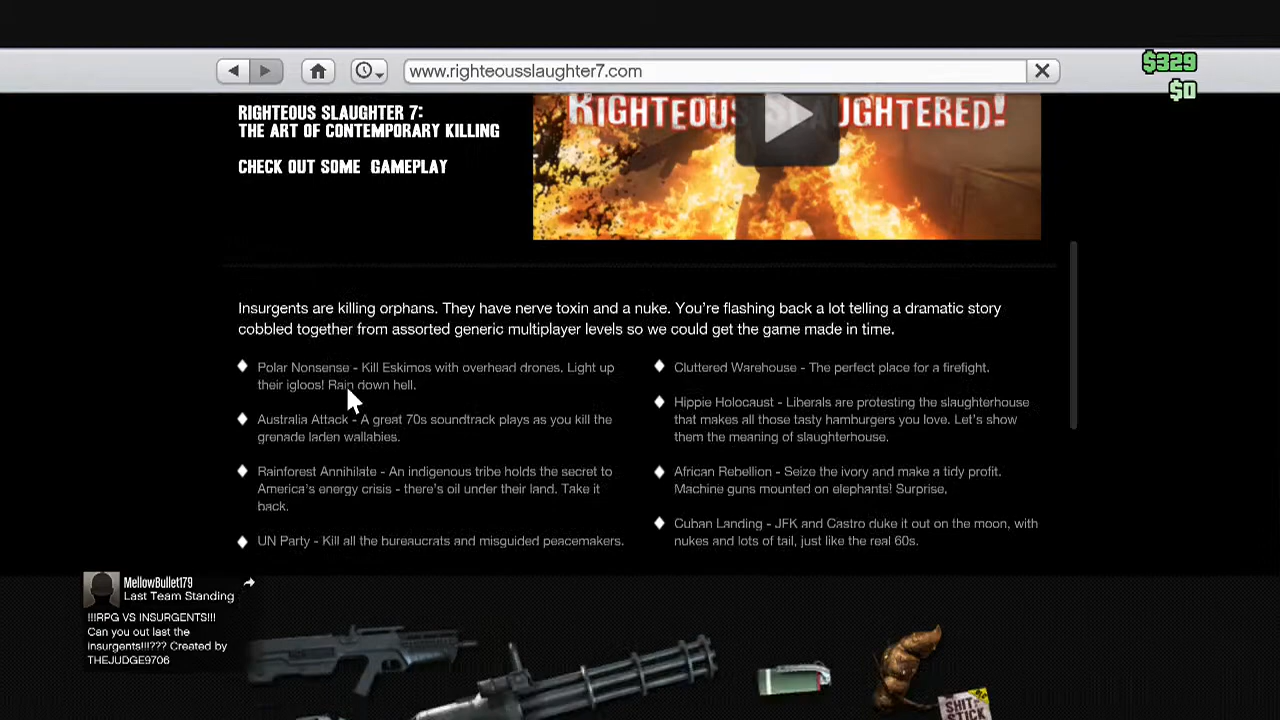 www.righteousslaughter7.com
$329
$0
RIGHTEOUS SLAUGHTER 7:
THE ART OF CONTEMPORARY KILLING
CHECK OUT SOME GAMEPLAY
RIGHTEOUS SLAUGHTERED!
Insurgents are killing orphans. They have nerve toxin and a nuke. You're flashing back a lot telling a dramatic story
cobbled together from assorted generic multiplayer levels so we could get the game made in time.
Polar Nonsense - Kill Eskimos with overhead drones. Light up
their igloos! Rain down hell.
Australia Attack - A great 70s soundtrack plays as you kill the
grenade laden wallabies.
Rainforest Annihilate - An indigenous tribe holds the secret to
America's energy crisis - there's oil under their land. Take it
back.
UN Party - Kill all the bureaucrats and misguided peacemakers.
Cluttered Warehouse - The perfect place for a firefight.
Hippie Holocaust - Liberals are protesting the slaughterhouse
that makes all those tasty hamburgers you love. Let's show
them the meaning of slaughterhouse.
African Rebellion - Seize the ivory and make a tidy profit.
Machine guns mounted on elephants! Surprise.
Cuban Landing - JFK and Castro duke it out on the moon, with
nukes and lots of tail, just like the real 60s.
MellowBullet179
Last Team Standing
!!!RPG VS INSURGENTS!!!
Can you out last the
insurgents!!!??? Created by
THEJUDGE9706
SHIT
STICK